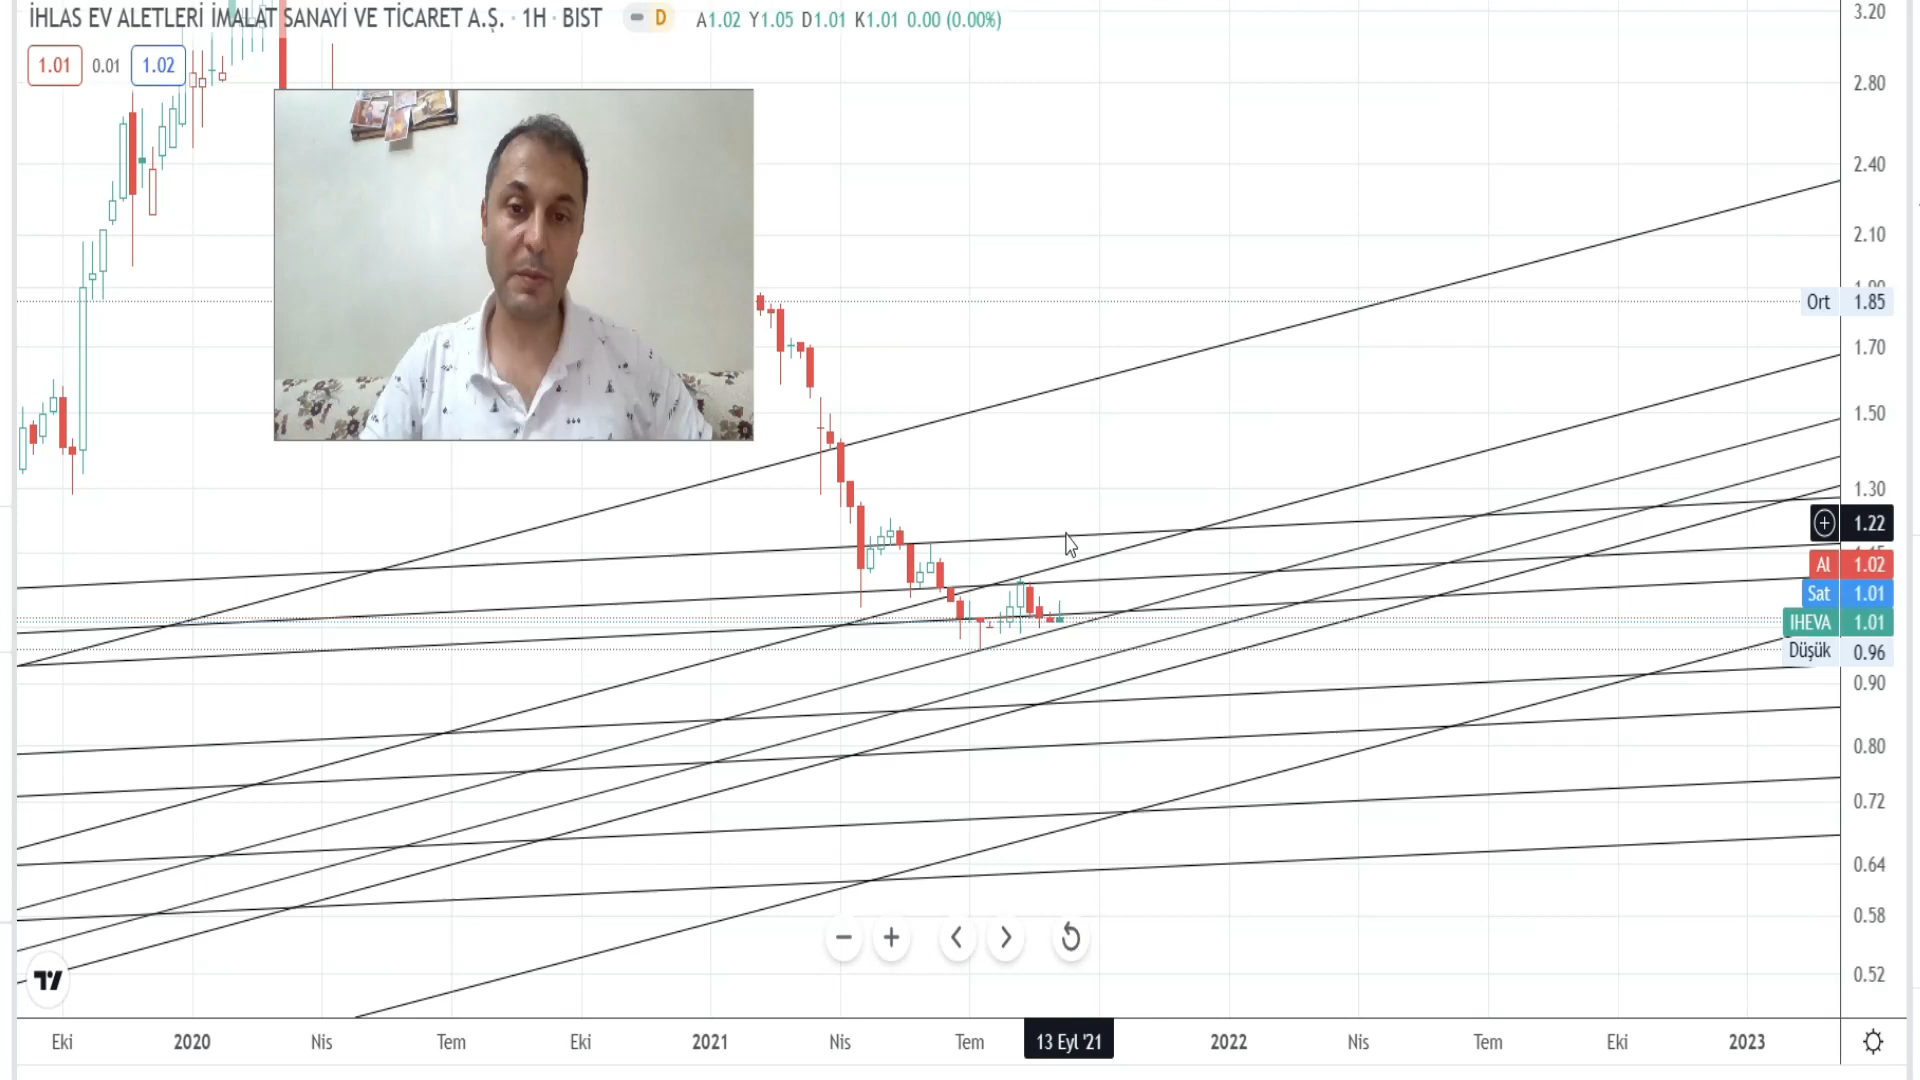 İHLAS EV ALETLERİ İMALAT SANAYİ VE TİCARET A.Ş. · 1H · BIST D A1.02 Y1.05 D1.01 K1.01 0.00 (0.00%)
1.01 0.01 1.02
3.20
2.80
2.40
2.10
1.90
Ort 1.85
1.70
1.50
1.30
1.22
Al 1.02
Sat 1.01
IHEVA 1.01
Düşük 0.96
0.90
0.80
0.72
0.64
0.58
0.52
Eki 2020 Nis Tem Eki 2021 Nis Tem 13 Eyl '21 2022 Nis Tem Eki 2023